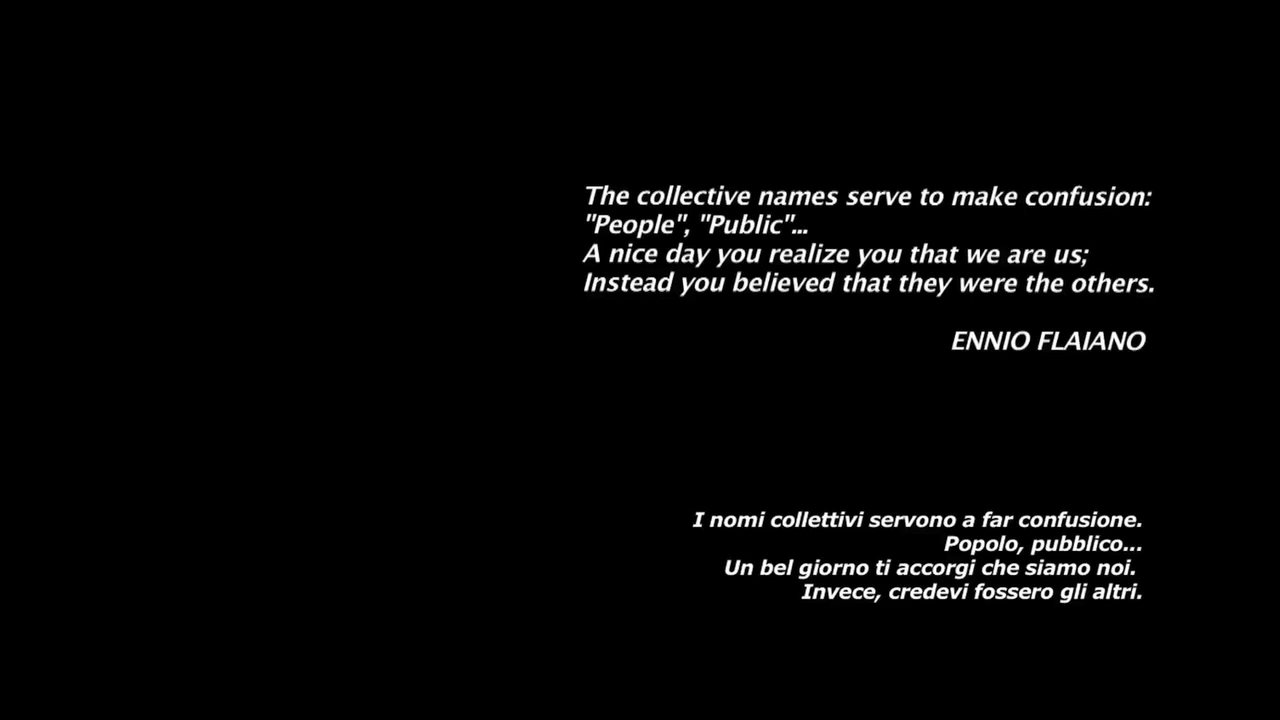 The collective names serve to make confusion:
"People", "Public"...
A nice day you realize you that we are us;
Instead you believed that they were the others.
ENNIO FLAIANO
I nomi collettivi servono a far confusione.
Popolo, pubblico...
Un bel giorno ti accorgi che siamo noi.
Invece, credevi fossero gli altri.